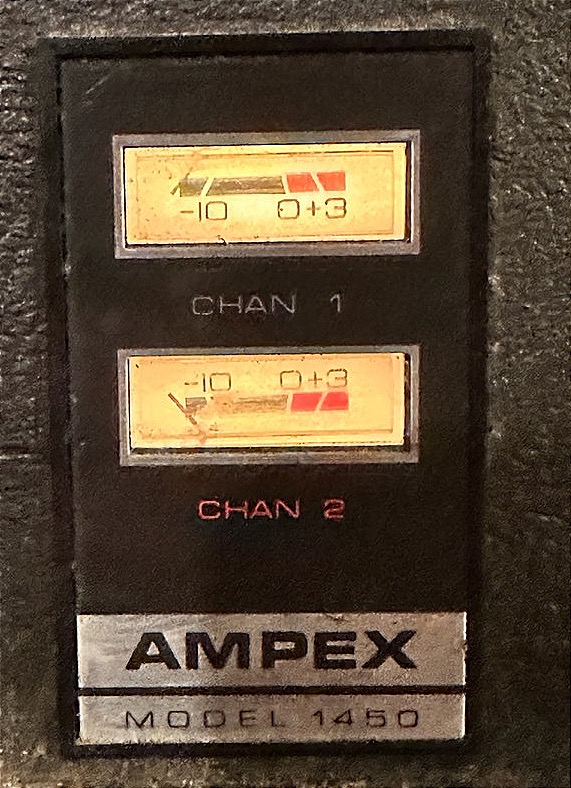 -10 0+3
CHAN 1
-10 0+3
CHAN 2
AMPEX
MODEL 1450